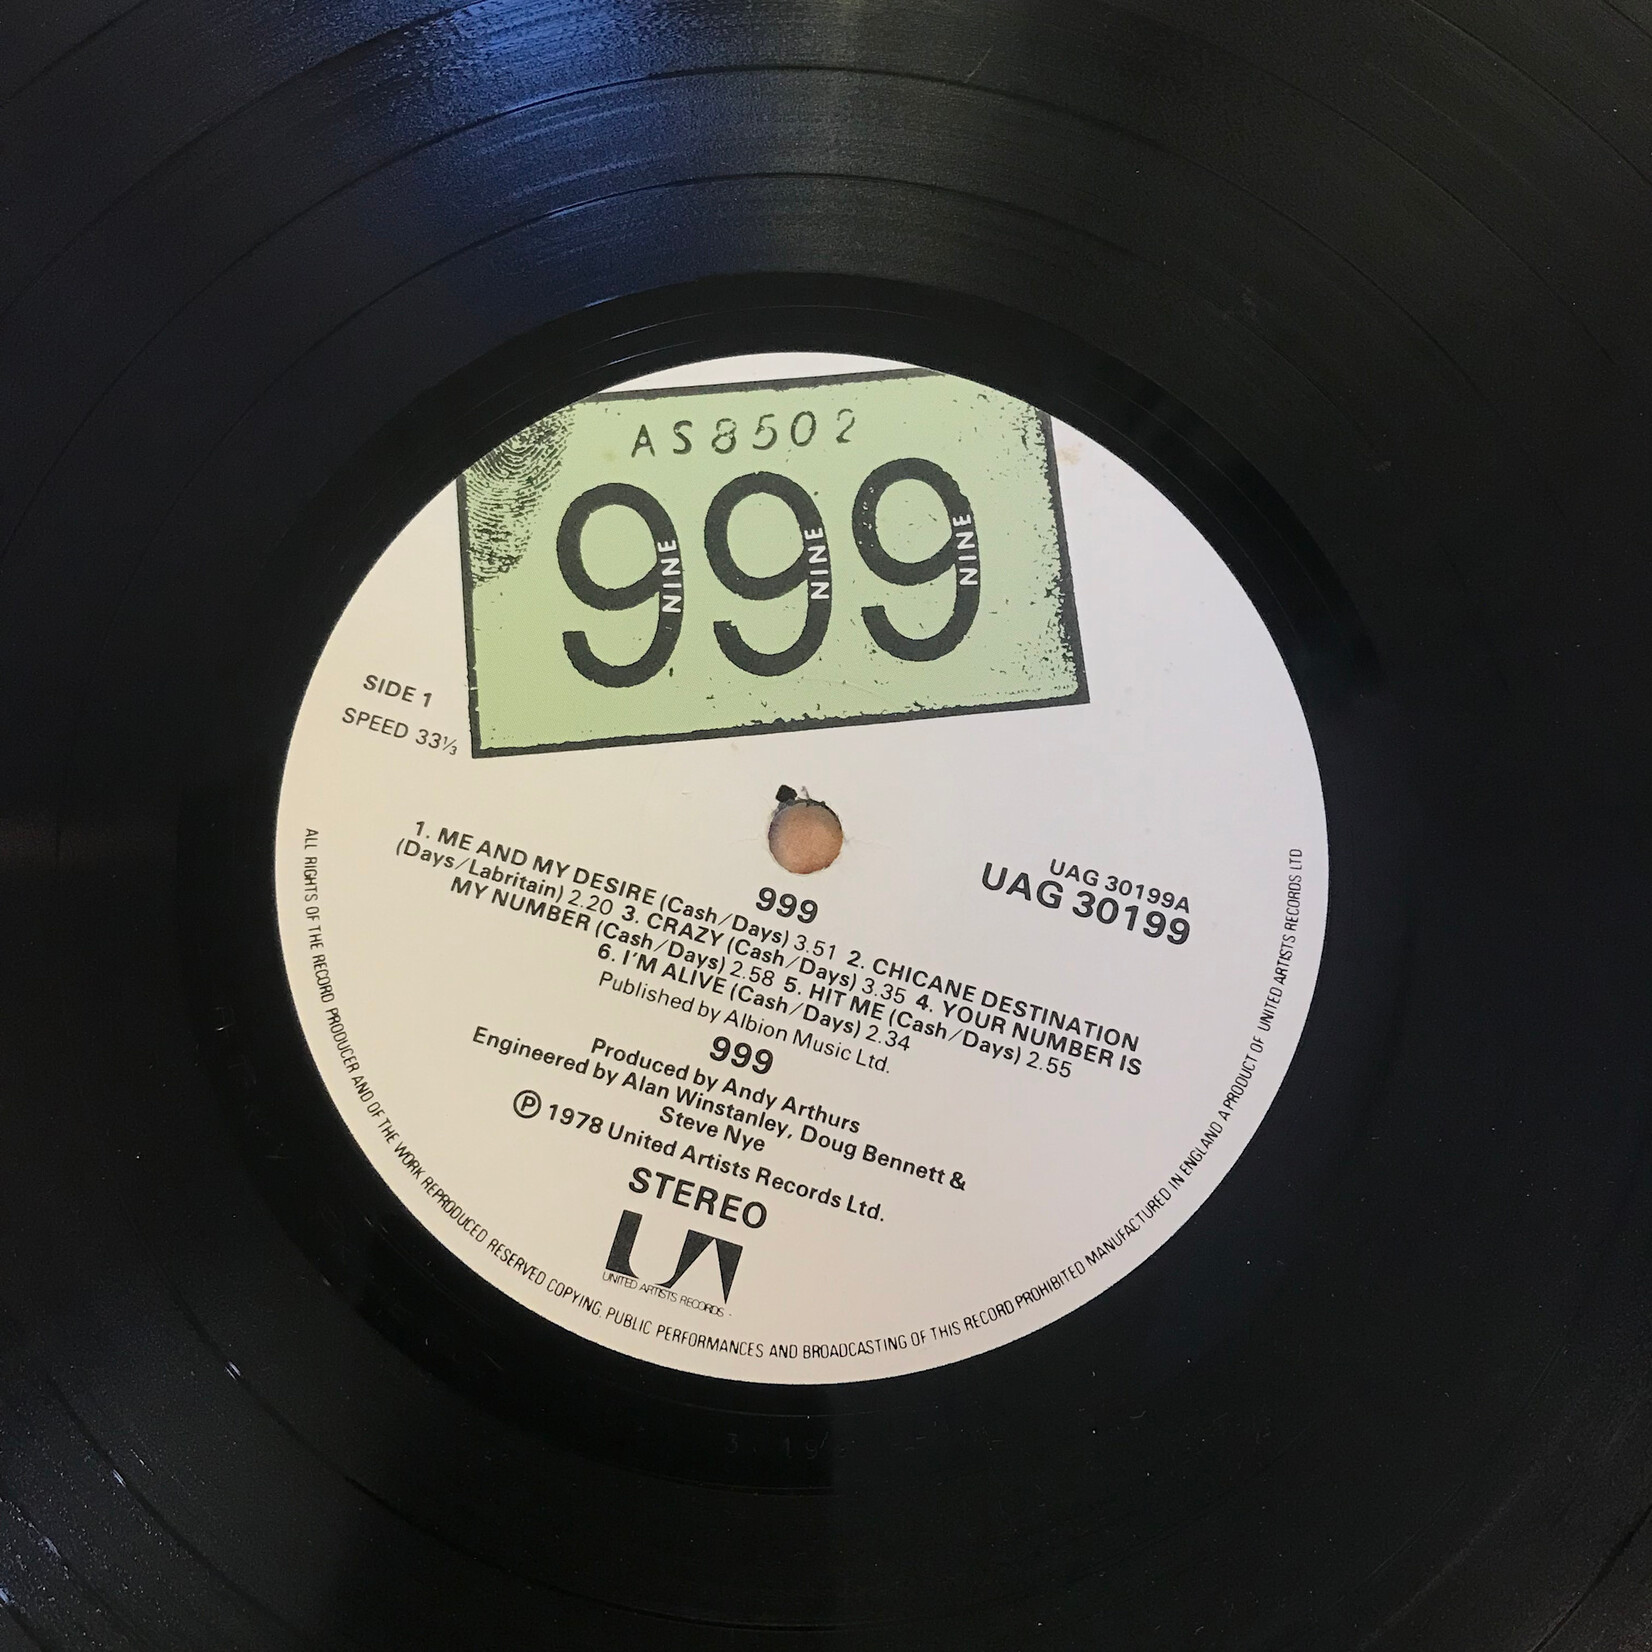 AS8502
999
NINE NINE NINE
SIDE 1
SPEED 33⅓
UAG 30199A
UAG 30199
999
1. ME AND MY DESIRE (Cash/Days) 3.51 2. CHICANE DESTINATION
(Days/Labritain) 2.20 3. CRAZY (Cash/Days) 3.35 4. YOUR NUMBER IS
MY NUMBER (Cash/Days) 2.58 5. HIT ME (Cash/Days) 2.55
6. I'M ALIVE (Cash/Days) 2.34
Published by Albion Music Ltd.
999
Produced by Andy Arthurs
Engineered by Alan Winstanley, Doug Bennett &
Steve Nye
Ⓟ 1978 United Artists Records Ltd.
STEREO
UA
UNITED ARTISTS RECORDS
ALL RIGHTS OF THE RECORD PRODUCER AND OF THE WORK REPRODUCED RESERVED COPYING, PUBLIC PERFORMANCES AND BROADCASTING OF THIS RECORD PROHIBITED MANUFACTURED IN ENGLAND A PRODUCT OF UNITED ARTISTS RECORDS LTD